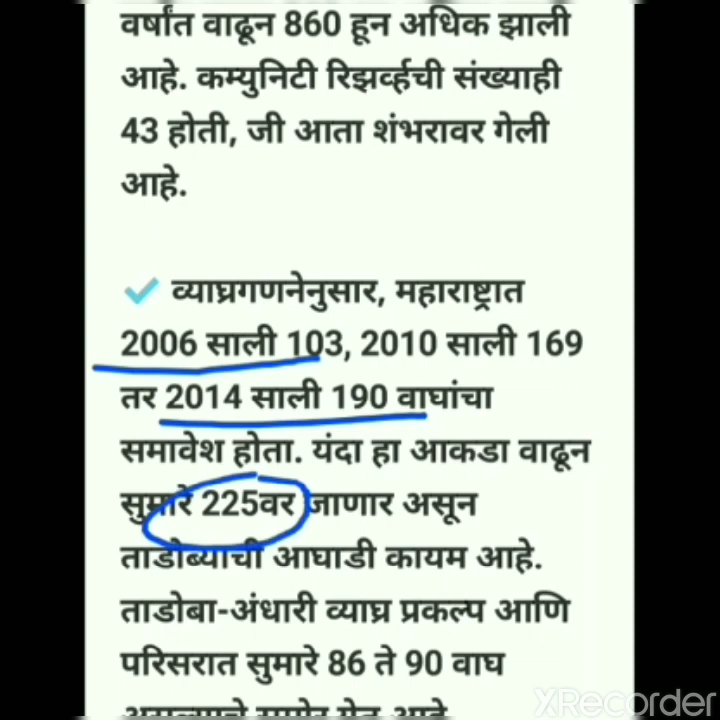 वर्षांत वाढून 860 हून अधिक झाली
आहे. कम्युनिटी रिझर्व्हची संख्याही
43 होती, जी आता शंभरावर गेली
आहे.
व्याघ्रगणनेनुसार, महाराष्ट्रात
2006 साली 103, 2010 साली 169
तर 2014 साली 190 वाघांचा
समावेश होता. यंदा हा आकडा वाढून
सुमारे 225वर जाणार असून
ताडोब्याची आघाडी कायम आहे.
ताडोबा-अंधारी व्याघ्र प्रकल्प आणि
परिसरात सुमारे 86 ते 90 वाघ
XRecorder